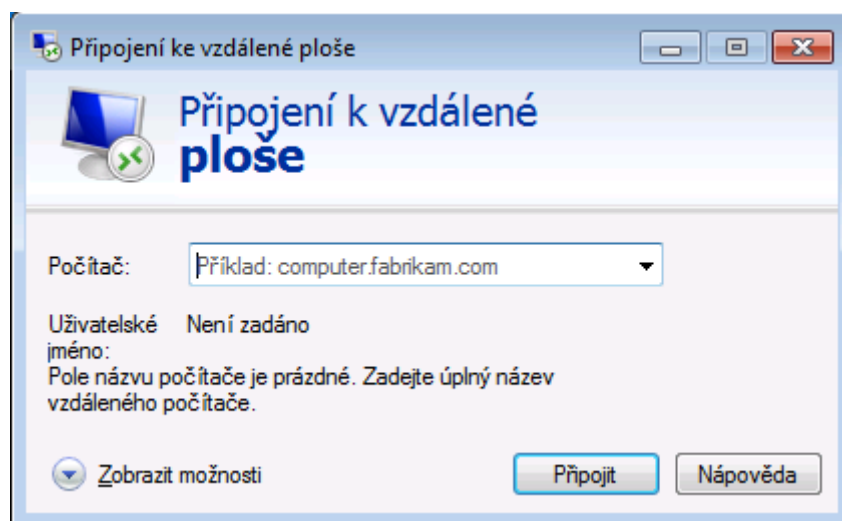 Připojení ke vzdálené ploše
Připojení k vzdálené
ploše
Počítač: Příklad: computer.fabrikam.com
Uživatelské Není zadáno
jméno:
Pole názvu počítače je prázdné. Zadejte úplný název
vzdáleného počítače.
Zobrazit možnosti Připojit Nápověda